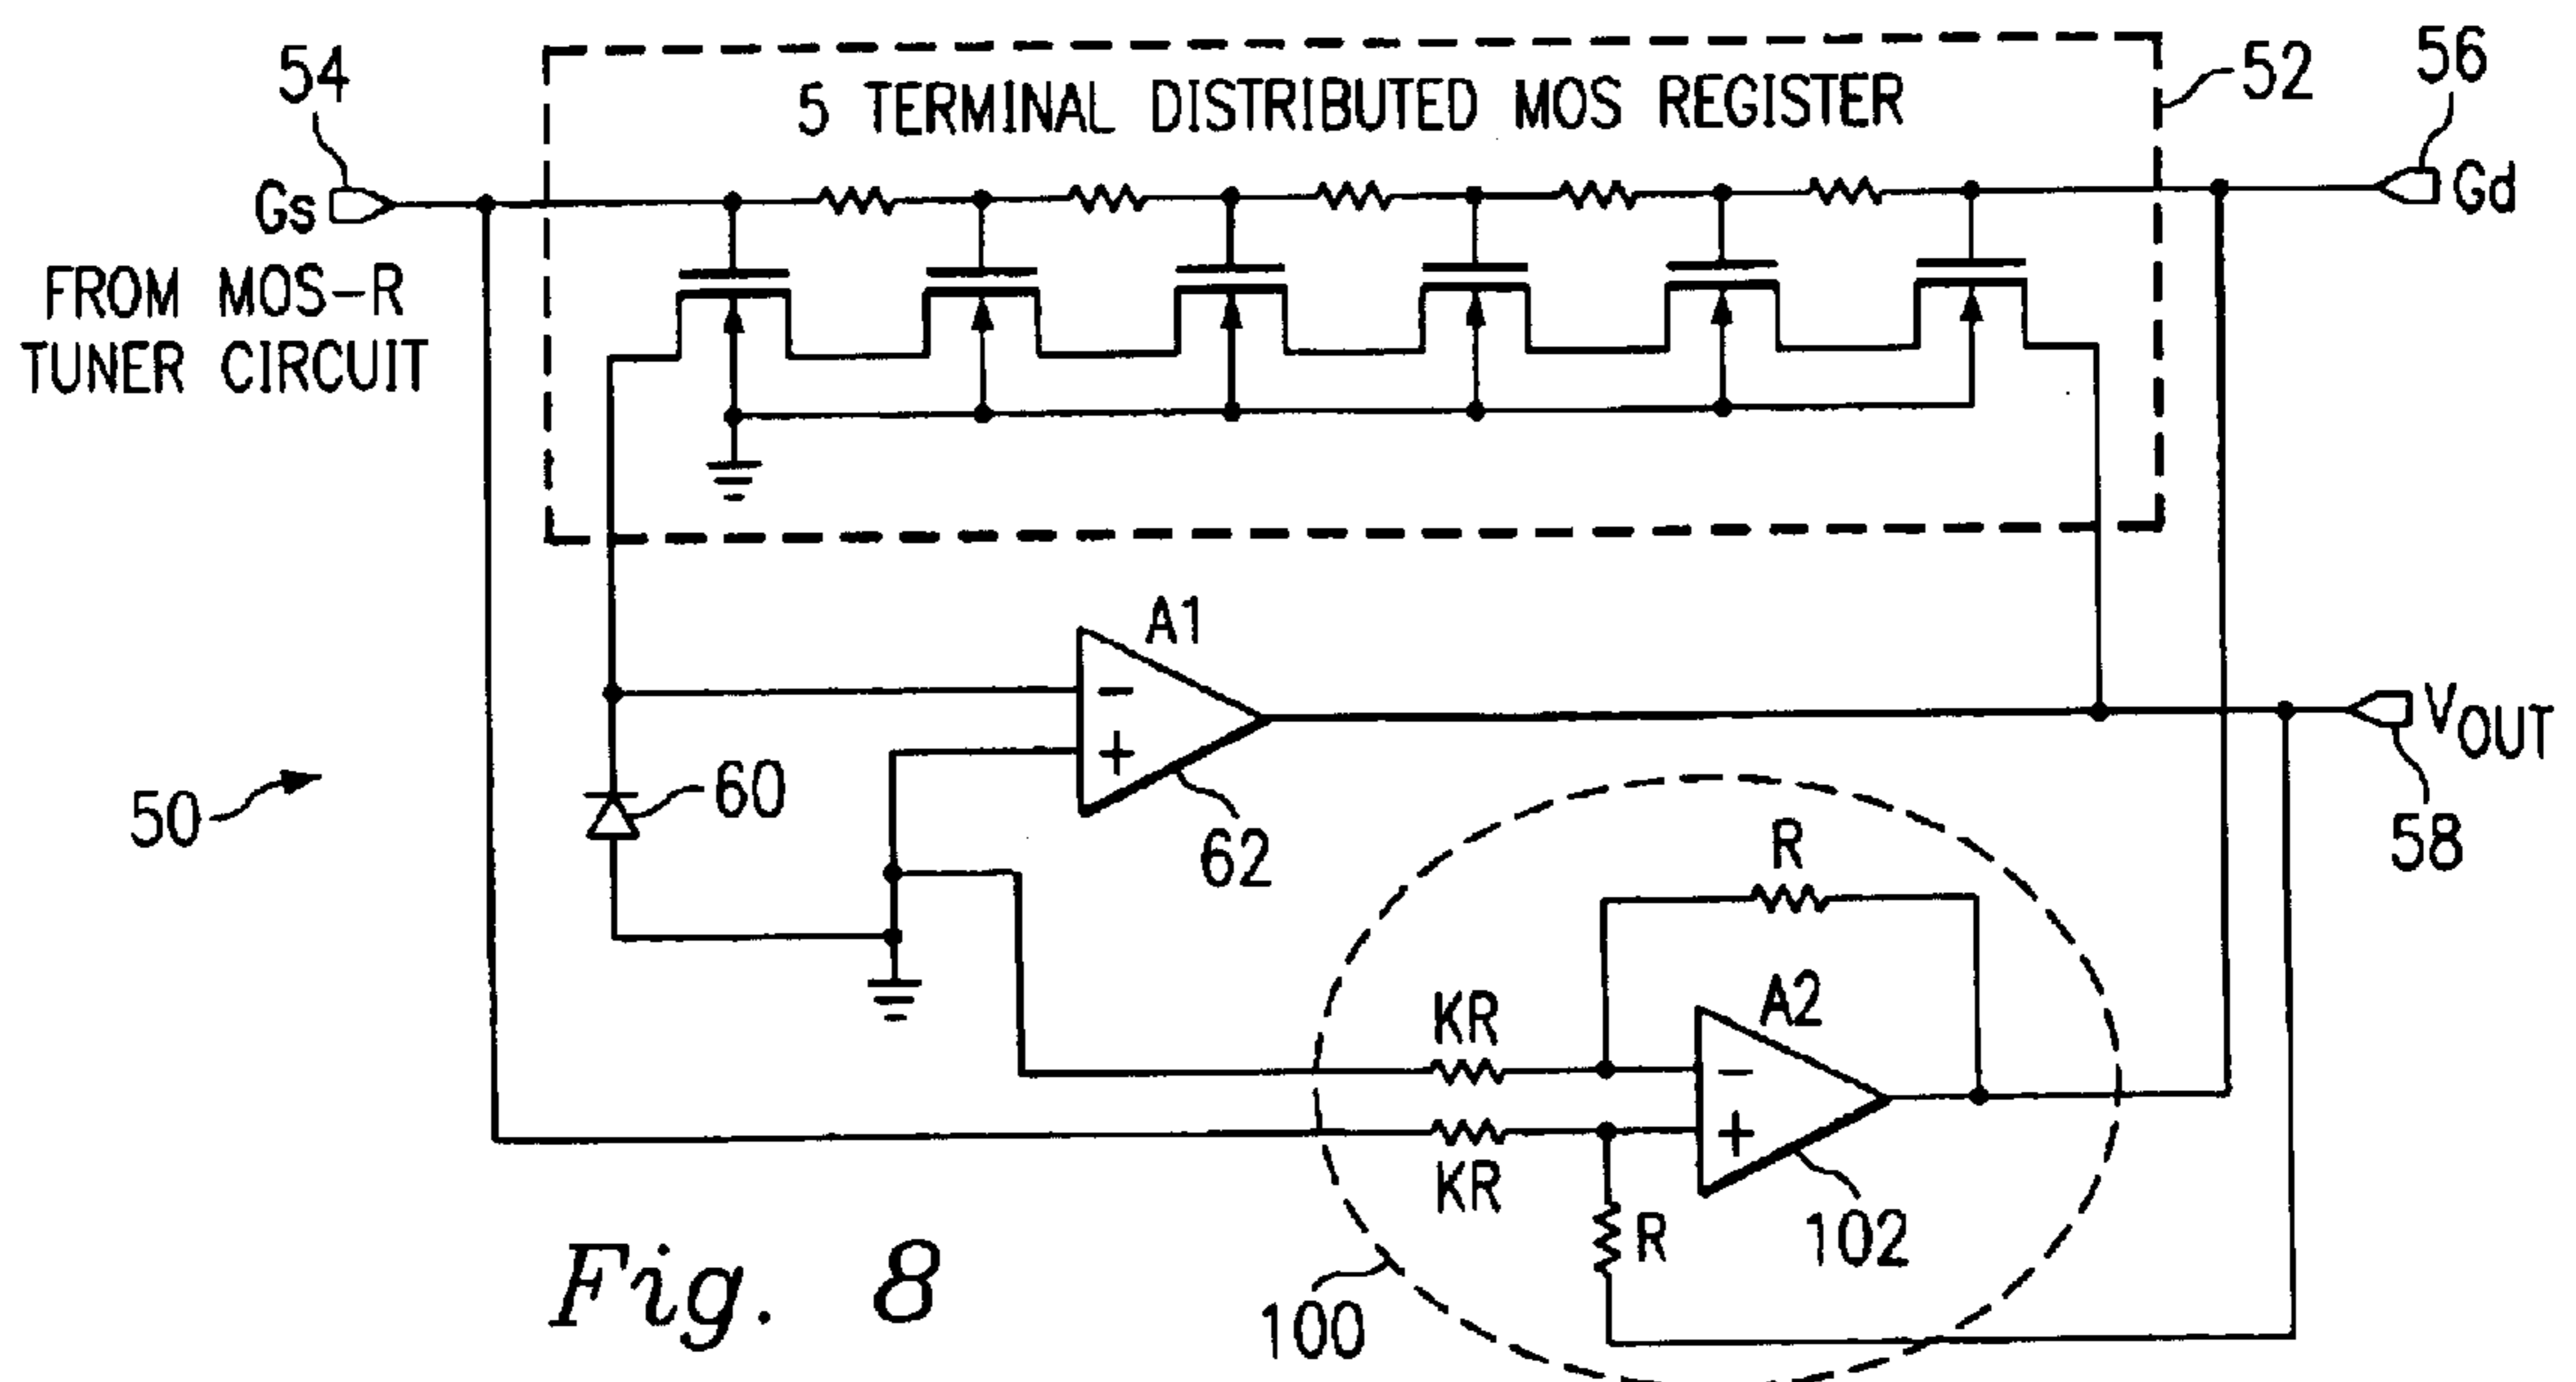 54
56
5 TERMINAL DISTRIBUTED MOS REGISTER
52
Gs
Gd
FROM MOS-R
TUNER CIRCUIT
A1
−
+
VOUT
60
50
62
58
R
A2
KR
−
+
KR
R
102
100
Fig. 8